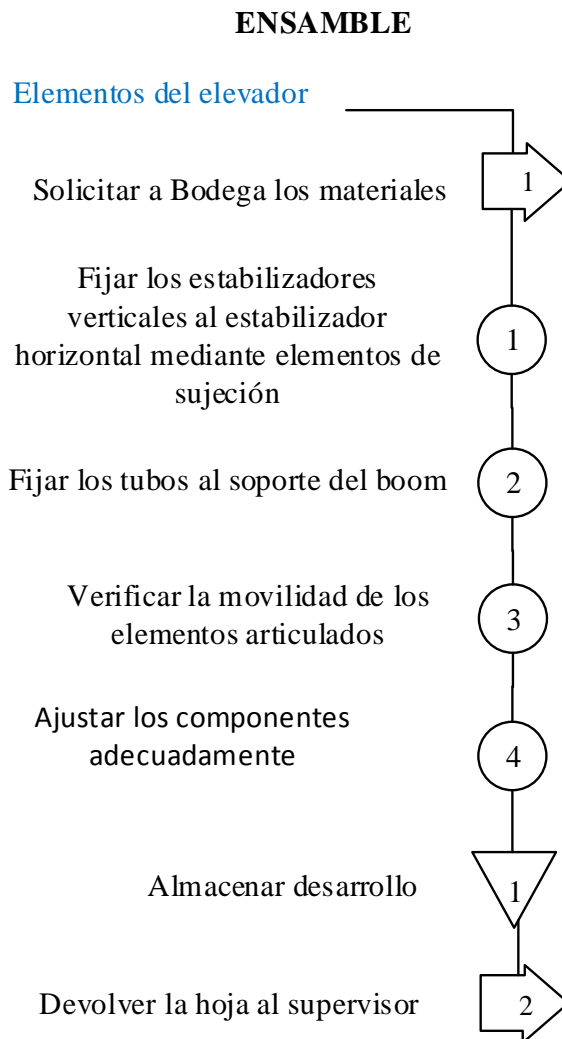 ENSAMBLE
Elementos del elevador
Solicitar a Bodega los materiales
1
Fijar los estabilizadores
verticales al estabilizador
horizontal mediante elementos de
sujeción
1
Fijar los tubos al soporte del boom
2
Verificar la movilidad de los
elementos articulados
3
Ajustar los componentes
adecuadamente
4
Almacenar desarrollo
1
Devolver la hoja al supervisor
2